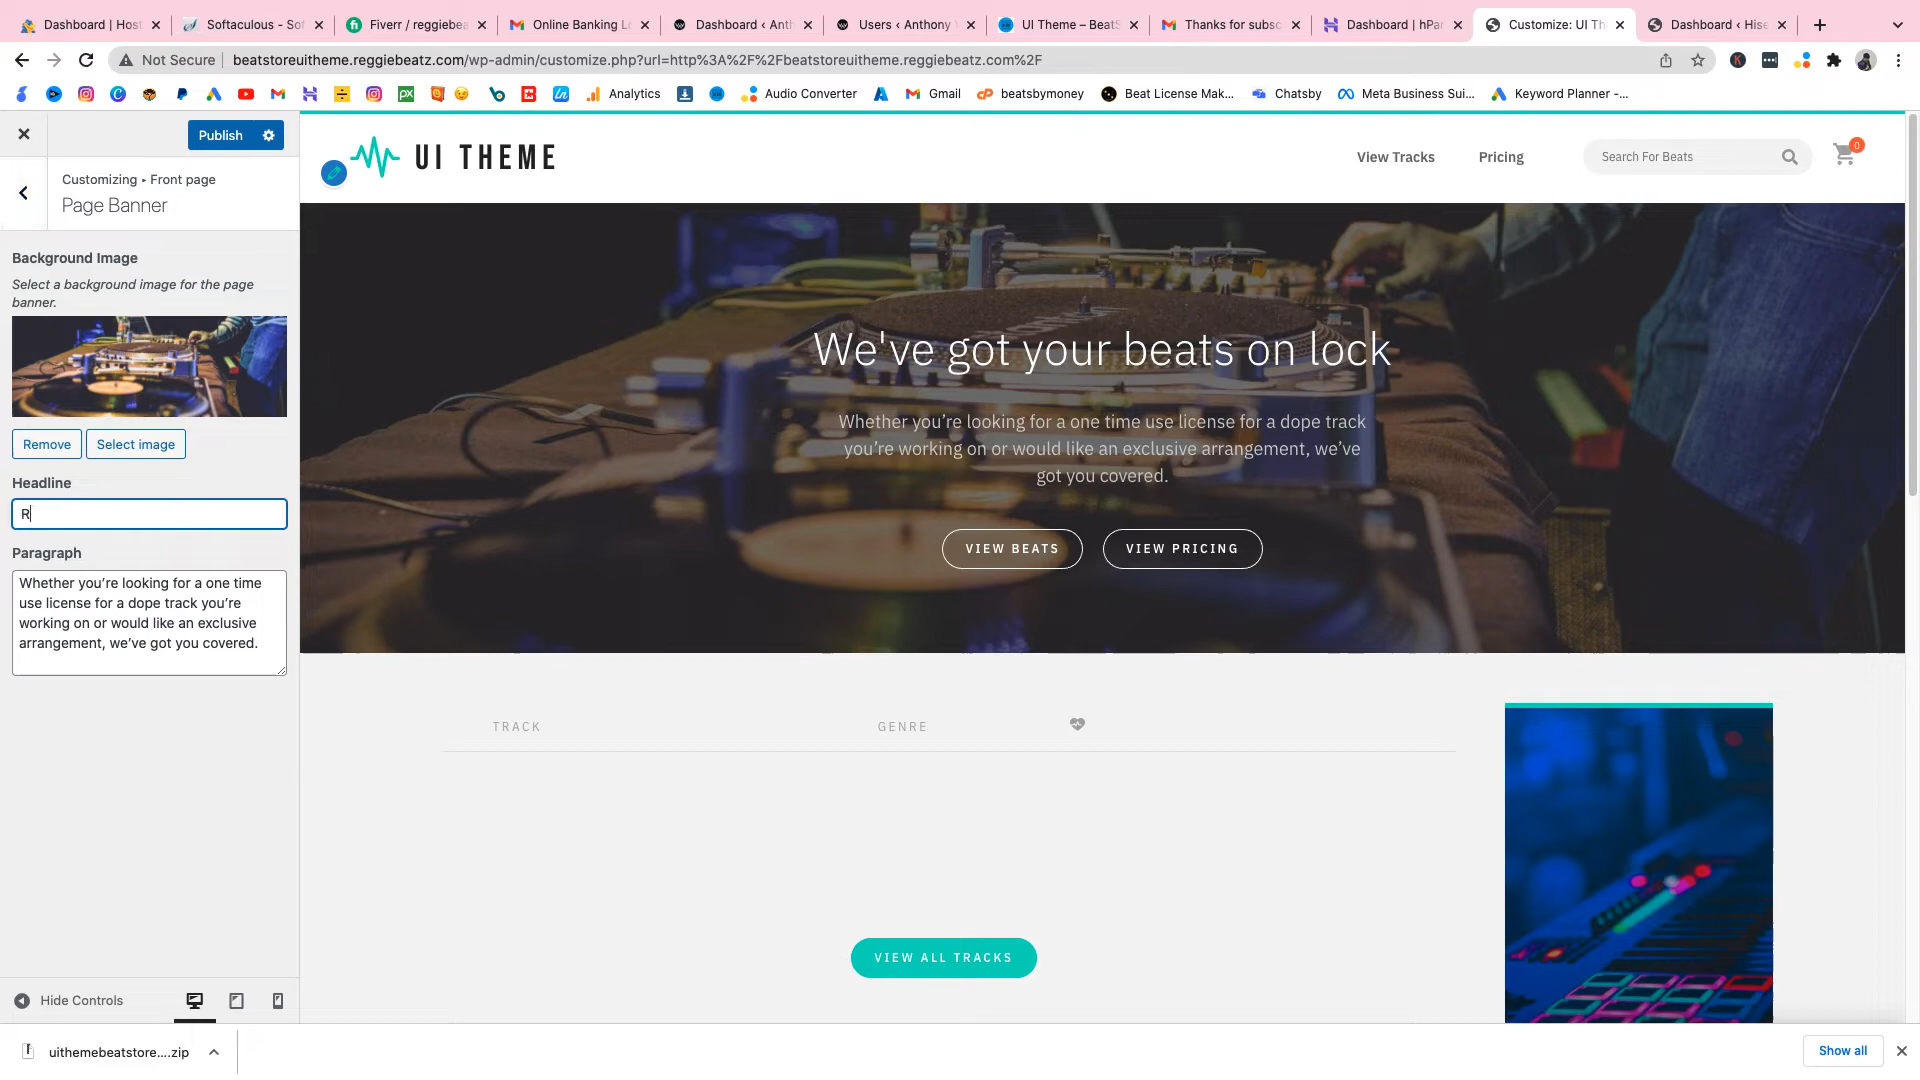 Dashboard | Host
Softaculous - Sof
Fiverr / reggiebea
Online Banking Lo
Dashboard ‹ Anth
Users ‹ Anthony
UI Theme – BeatS
Thanks for subsc
Dashboard | hPan
Customize: UI Th
Dashboard ‹ Hise
Not Secure
beatstoreuitheme.reggiebeatz.com/wp-admin/customize.php?url=http%3A%2F%2Fbeatstoreuitheme.reggiebeatz.com%2F
Analytics
Audio Converter
Gmail
beatsbymoney
Beat License Mak...
Chatsby
Meta Business Sui...
Keyword Planner -...
Publish
Customizing ▸ Front page
Page Banner
Background Image
Select a background image for the page
banner.
Remove
Select image
Headline
R
Paragraph
Whether you’re looking for a one time
use license for a dope track you’re
working on or would like an exclusive
arrangement, we’ve got you covered.
Hide Controls
UI THEME
View Tracks
Pricing
Search For Beats
0
We've got your beats on lock
Whether you’re looking for a one time use license for a dope track
you’re working on or would like an exclusive arrangement, we’ve
got you covered.
VIEW BEATS
VIEW PRICING
TRACK
GENRE
VIEW ALL TRACKS
uithemebeatstore....zip
Show all